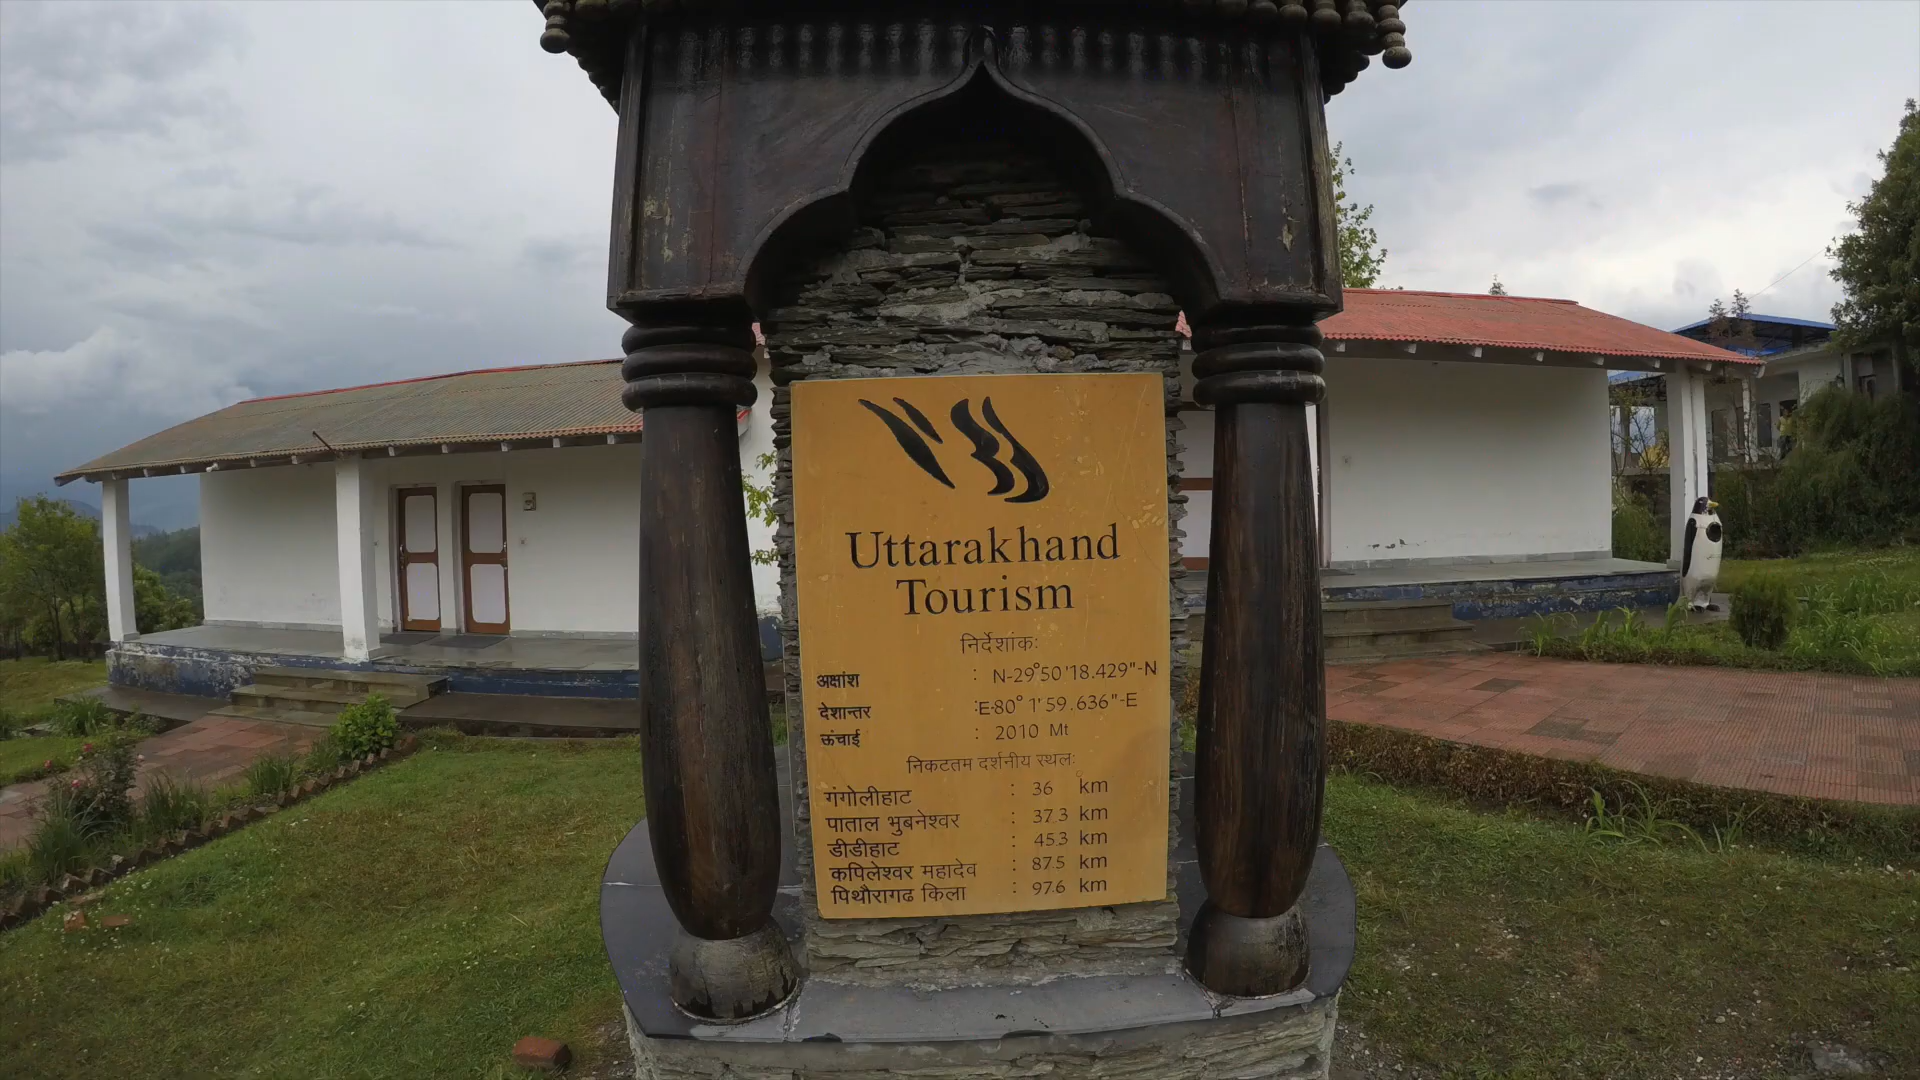 Uttarakhand
Tourism
निर्देशांक:
अक्षांश : N-29°50'18.429"-N
देशान्तर :E-80° 1'59.636"-E
ऊंचाई : 2010 Mt
निकटतम दर्शनीय स्थल:
गंगोलीहाट : 36 km
पाताल भुबनेश्वर : 37.3 km
डीडीहाट : 45.3 km
कपिलेश्वर महादेव : 87.5 km
पिथौरागढ किला : 97.6 km